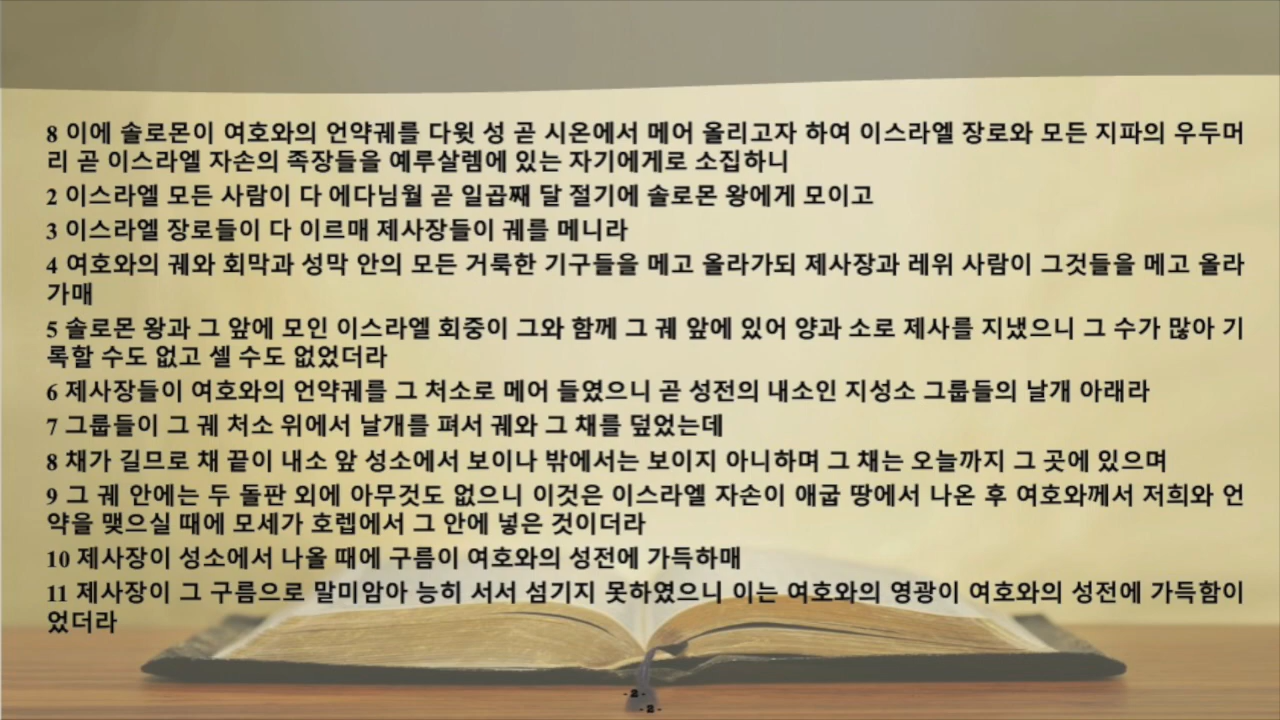 8 이에 솔로몬이 여호와의 언약궤를 다윗 성 곧 시온에서 메어 올리고자 하여 이스라엘 장로와 모든 지파의 우두머
리 곧 이스라엘 자손의 족장들을 예루살렘에 있는 자기에게로 소집하니
2 이스라엘 모든 사람이 다 에다님월 곧 일곱째 달 절기에 솔로몬 왕에게 모이고
3 이스라엘 장로들이 다 이르매 제사장들이 궤를 메니라
4 여호와의 궤와 회막과 성막 안의 모든 거룩한 기구들을 메고 올라가되 제사장과 레위 사람이 그것들을 메고 올라
가매
5 솔로몬 왕과 그 앞에 모인 이스라엘 회중이 그와 함께 그 궤 앞에 있어 양과 소로 제사를 지냈으니 그 수가 많아 기
록할 수도 없고 셀 수도 없었더라
6 제사장들이 여호와의 언약궤를 그 처소로 메어 들였으니 곧 성전의 내소인 지성소 그룹들의 날개 아래라
7 그룹들이 그 궤 처소 위에서 날개를 펴서 궤와 그 채를 덮었는데
8 채가 길므로 채 끝이 내소 앞 성소에서 보이나 밖에서는 보이지 아니하며 그 채는 오늘까지 그 곳에 있으며
9 그 궤 안에는 두 돌판 외에 아무것도 없으니 이것은 이스라엘 자손이 애굽 땅에서 나온 후 여호와께서 저희와 언
약을 맺으실 때에 모세가 호렙에서 그 안에 넣은 것이더라
10 제사장이 성소에서 나올 때에 구름이 여호와의 성전에 가득하매
11 제사장이 그 구름으로 말미암아 능히 서서 섬기지 못하였으니 이는 여호와의 영광이 여호와의 성전에 가득함이
었더라
- 2 -
- 2 -